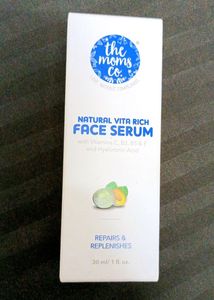 the
moms
co.
NATURAL VITA RICH
FACE SERUM
with Vitamins C, B3, B5 & E
and Hyaluronic Acid
REPAIRS &
REPLENISHES
30 ml/ 1 fl. oz.